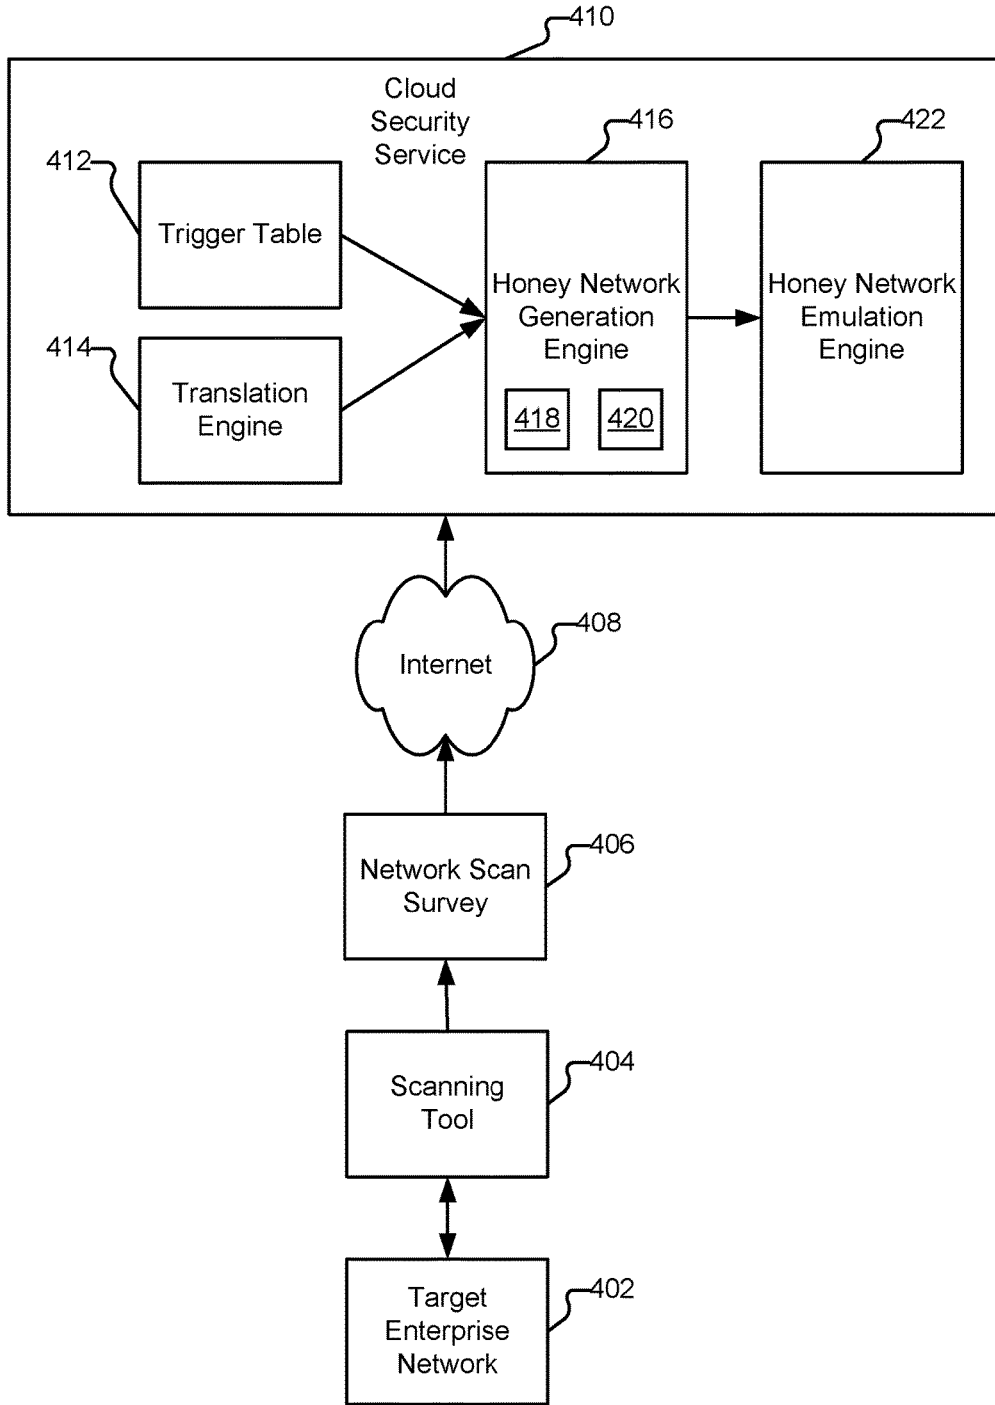 410
Cloud
Security
Service
412
Trigger Table
414
Translation
Engine
416
Honey Network
Generation
Engine
418
420
422
Honey Network
Emulation
Engine
Internet
408
Network Scan
Survey
406
Scanning
Tool
404
Target
Enterprise
Network
402